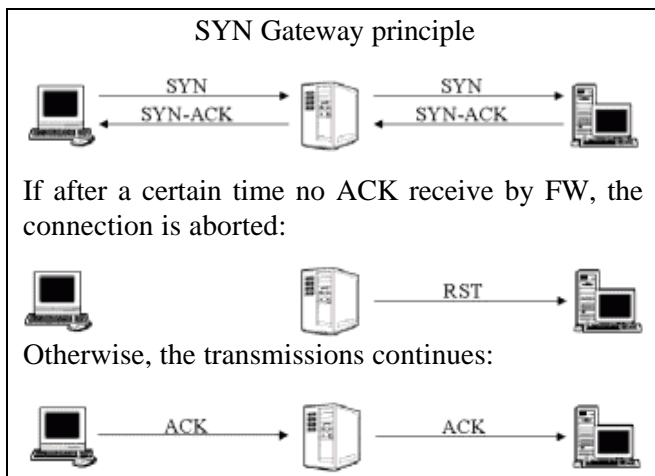 SYN Gateway principle
SYN SYN
SYN-ACK SYN-ACK
If after a certain time no ACK receive by FW, the
connection is aborted:
RST
Otherwise, the transmissions continues:
ACK ACK